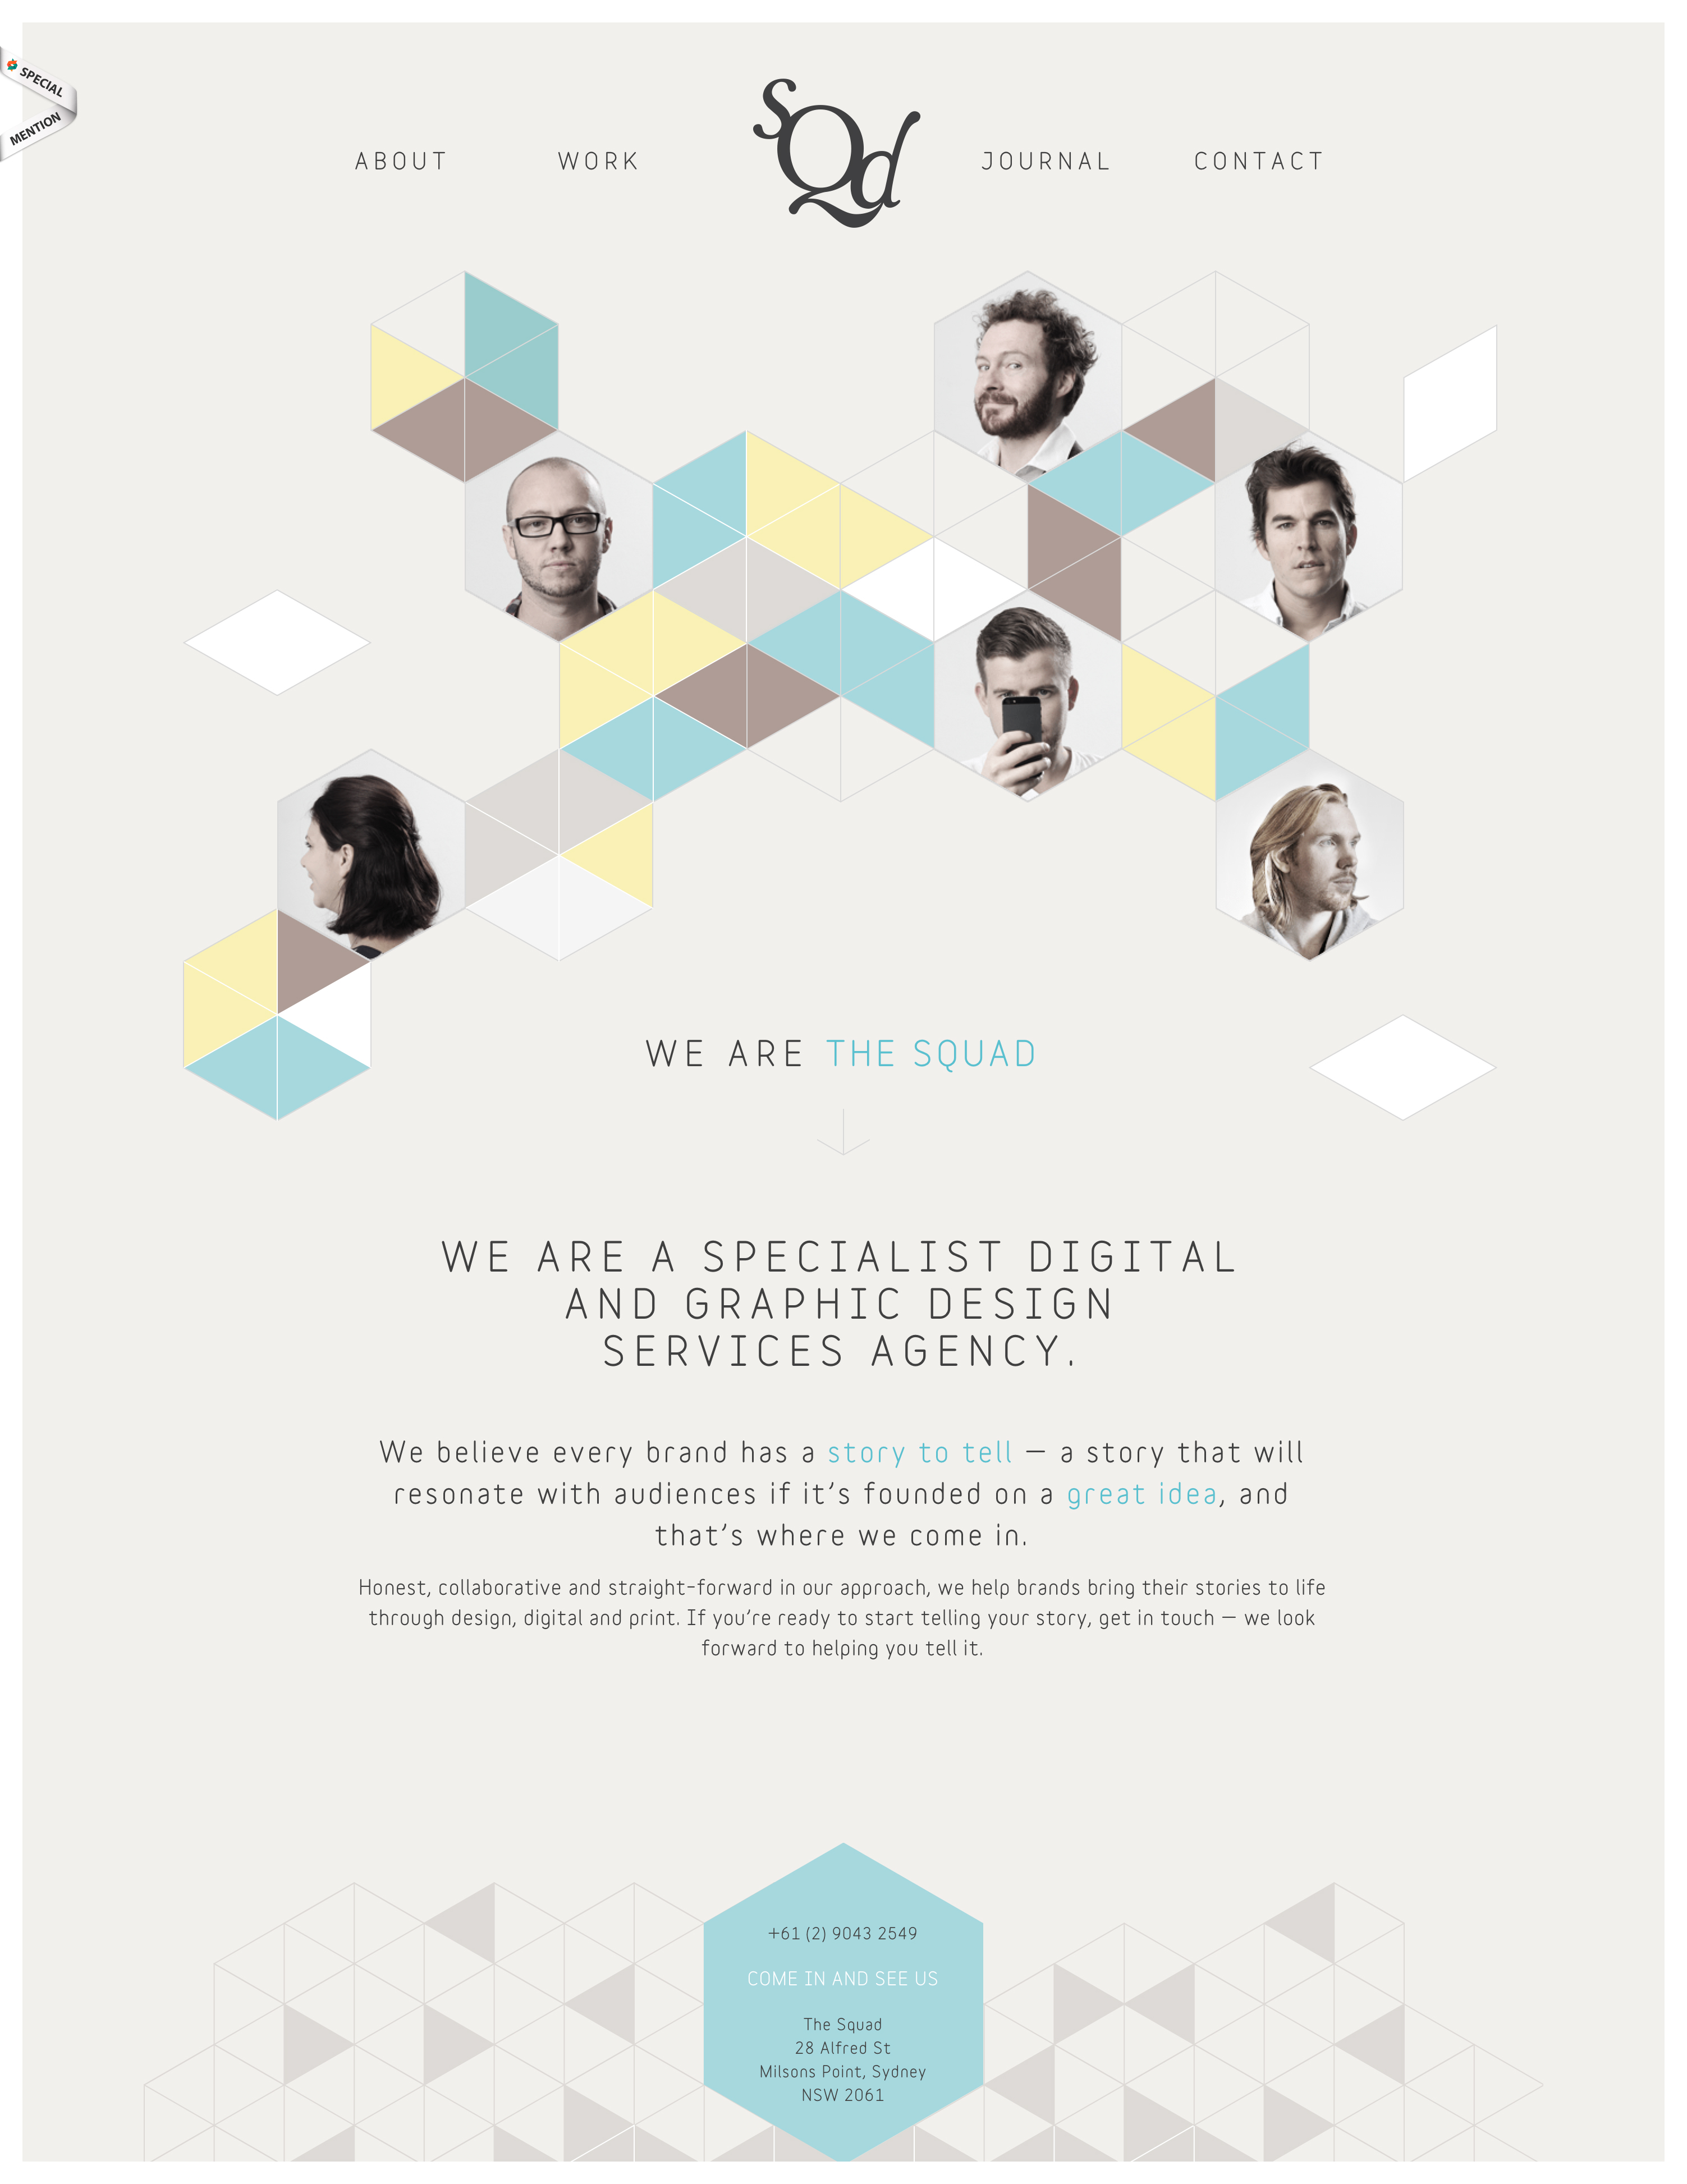 SPECIAL
MENTION
sQd
ABOUT
WORK
JOURNAL
CONTACT
WE ARE THE SQUAD
WE ARE A SPECIALIST DIGITAL
AND GRAPHIC DESIGN
SERVICES AGENCY.
We believe every brand has a story to tell — a story that will
resonate with audiences if it’s founded on a great idea, and
that’s where we come in.
Honest, collaborative and straight-forward in our approach, we help brands bring their stories to life
through design, digital and print. If you’re ready to start telling your story, get in touch — we look
forward to helping you tell it.
+61 (2) 9043 2549
COME IN AND SEE US
The Squad
28 Alfred St
Milsons Point, Sydney
NSW 2061